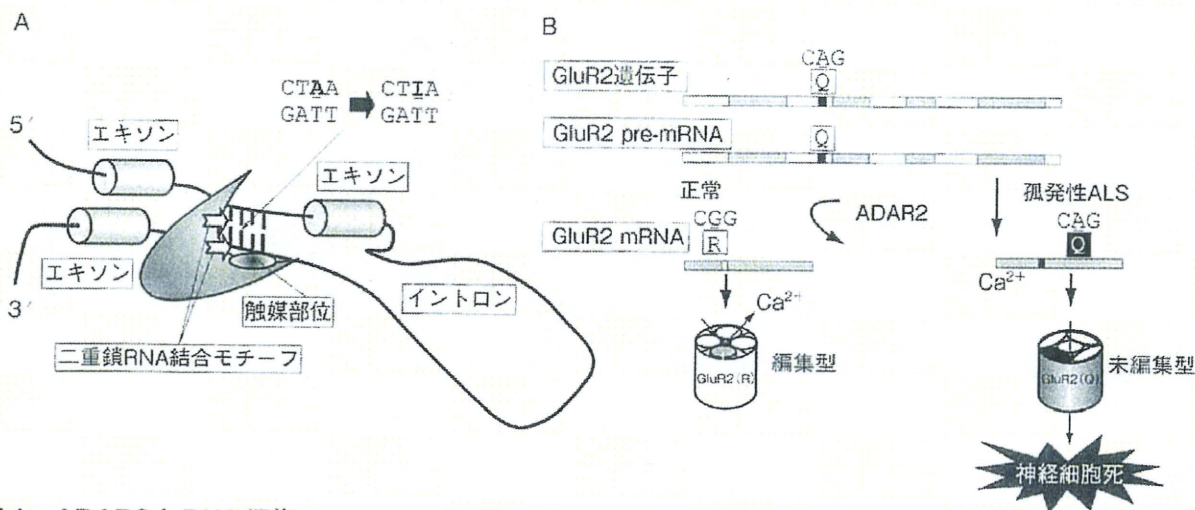 A
CTAA CTIA
GATT GATT
5′
エキソン
エキソン
エキソン
3′
触媒部位
イントロン
二重鎖RNA結合モチーフ
B
CAG
GluR2遺伝子
Q
GluR2 pre-mRNA
Q
正常
ADAR2
孤発性ALS
CGG
CAG
GluR2 mRNA
R
Q
Ca2+
Ca2+
編集型
GluR2(R)
未編集型
GluR2(Q)
神経細胞死